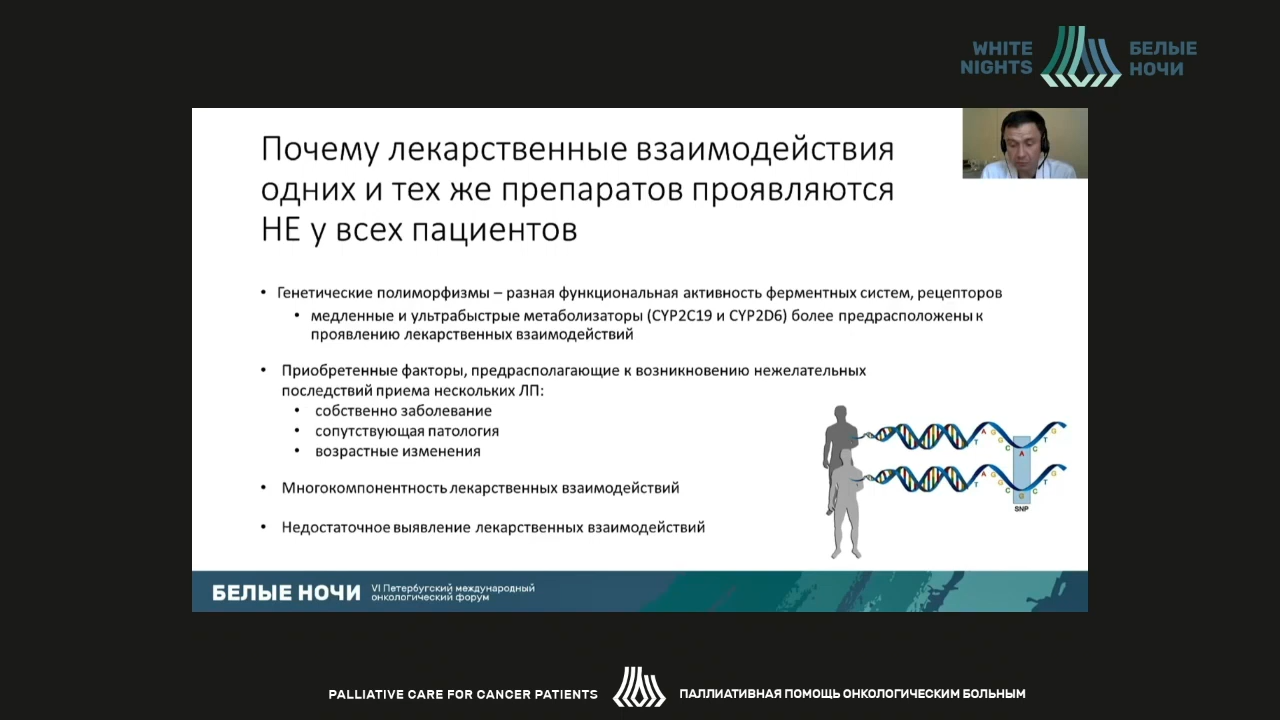 WHITE
NIGHTS
БЕЛЫЕ
НОЧИ
Почему лекарственные взаимодействия
одних и тех же препаратов проявляются
НЕ у всех пациентов
• Генетические полиморфизмы – разная функциональная активность ферментных систем, рецепторов
• медленные и ультрабыстрые метаболизаторы (CYP2C19 и CYP2D6) более предрасположены к
проявлению лекарственных взаимодействий
• Приобретенные факторы, предрасполагающие к возникновению нежелательных
последствий приема нескольких ЛП:
• собственно заболевание
• сопутствующая патология
• возрастные изменения
• Многокомпонентность лекарственных взаимодействий
• Недостаточное выявление лекарственных взаимодействий
T A G G C A C T G
T A G G C G C T G
SNP
БЕЛЫЕ НОЧИ
VI Петербугский международный
онкологический форум
PALLIATIVE CARE FOR CANCER PATIENTS
ПАЛЛИАТИВНАЯ ПОМОЩЬ ОНКОЛОГИЧЕСКИМ БОЛЬНЫМ